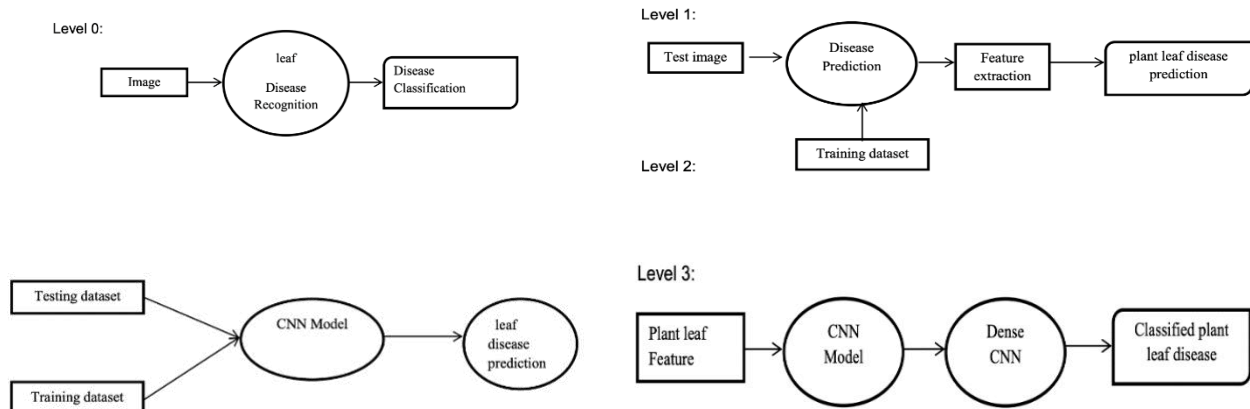 Level 0:
Image
leaf
Disease
Recognition
Disease
Classification
Level 1:
Test image
Disease
Prediction
Feature
extraction
plant leaf disease
prediction
Training dataset
Level 2:
Testing dataset
Training dataset
CNN Model
leaf
disease
prediction
Level 3:
Plant leaf
Feature
CNN
Model
Dense
CNN
Classified plant
leaf disease